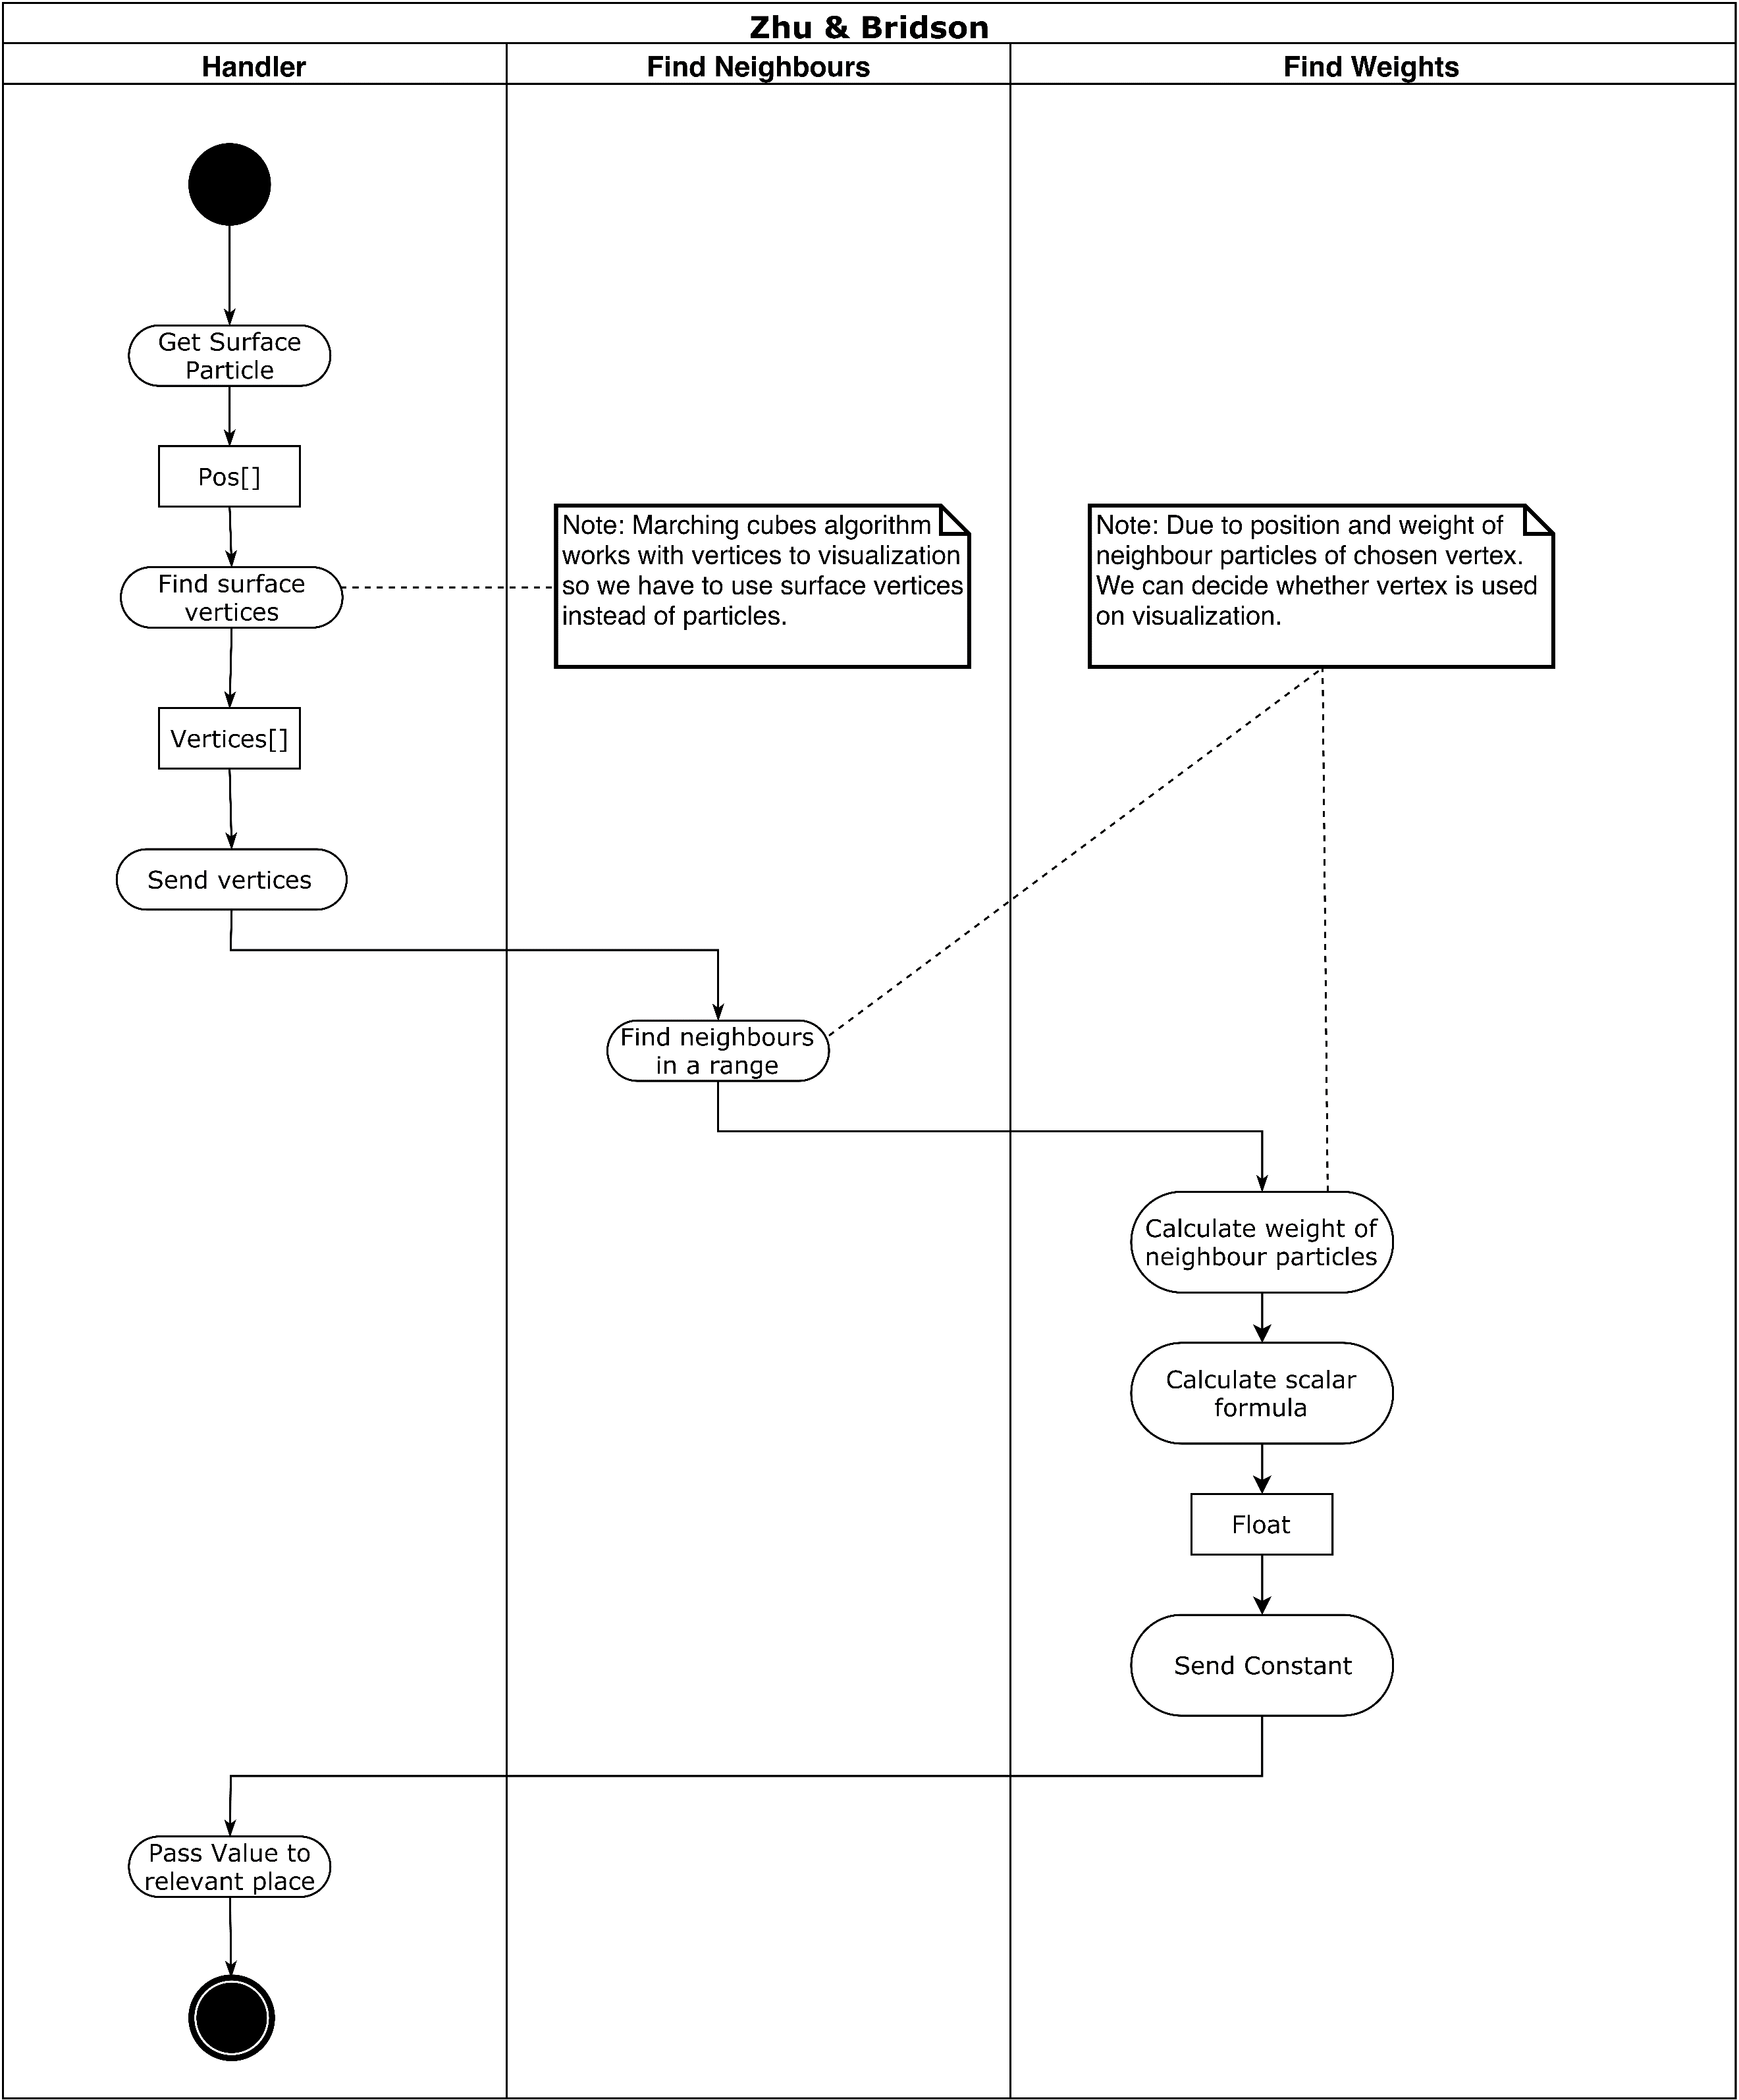 Zhu & Bridson
Handler
Find Neighbours
Find Weights
Get Surface
Particle
Pos[]
Find surface
vertices
Note: Marching cubes algorithm
works with vertices to visualization
so we have to use surface vertices
instead of particles.
Note: Due to position and weight of
neighbour particles of chosen vertex.
We can decide whether vertex is used
on visualization.
Vertices[]
Send vertices
Find neighbours
in a range
Calculate weight of
neighbour particles
Calculate scalar
formula
Float
Send Constant
Pass Value to
relevant place